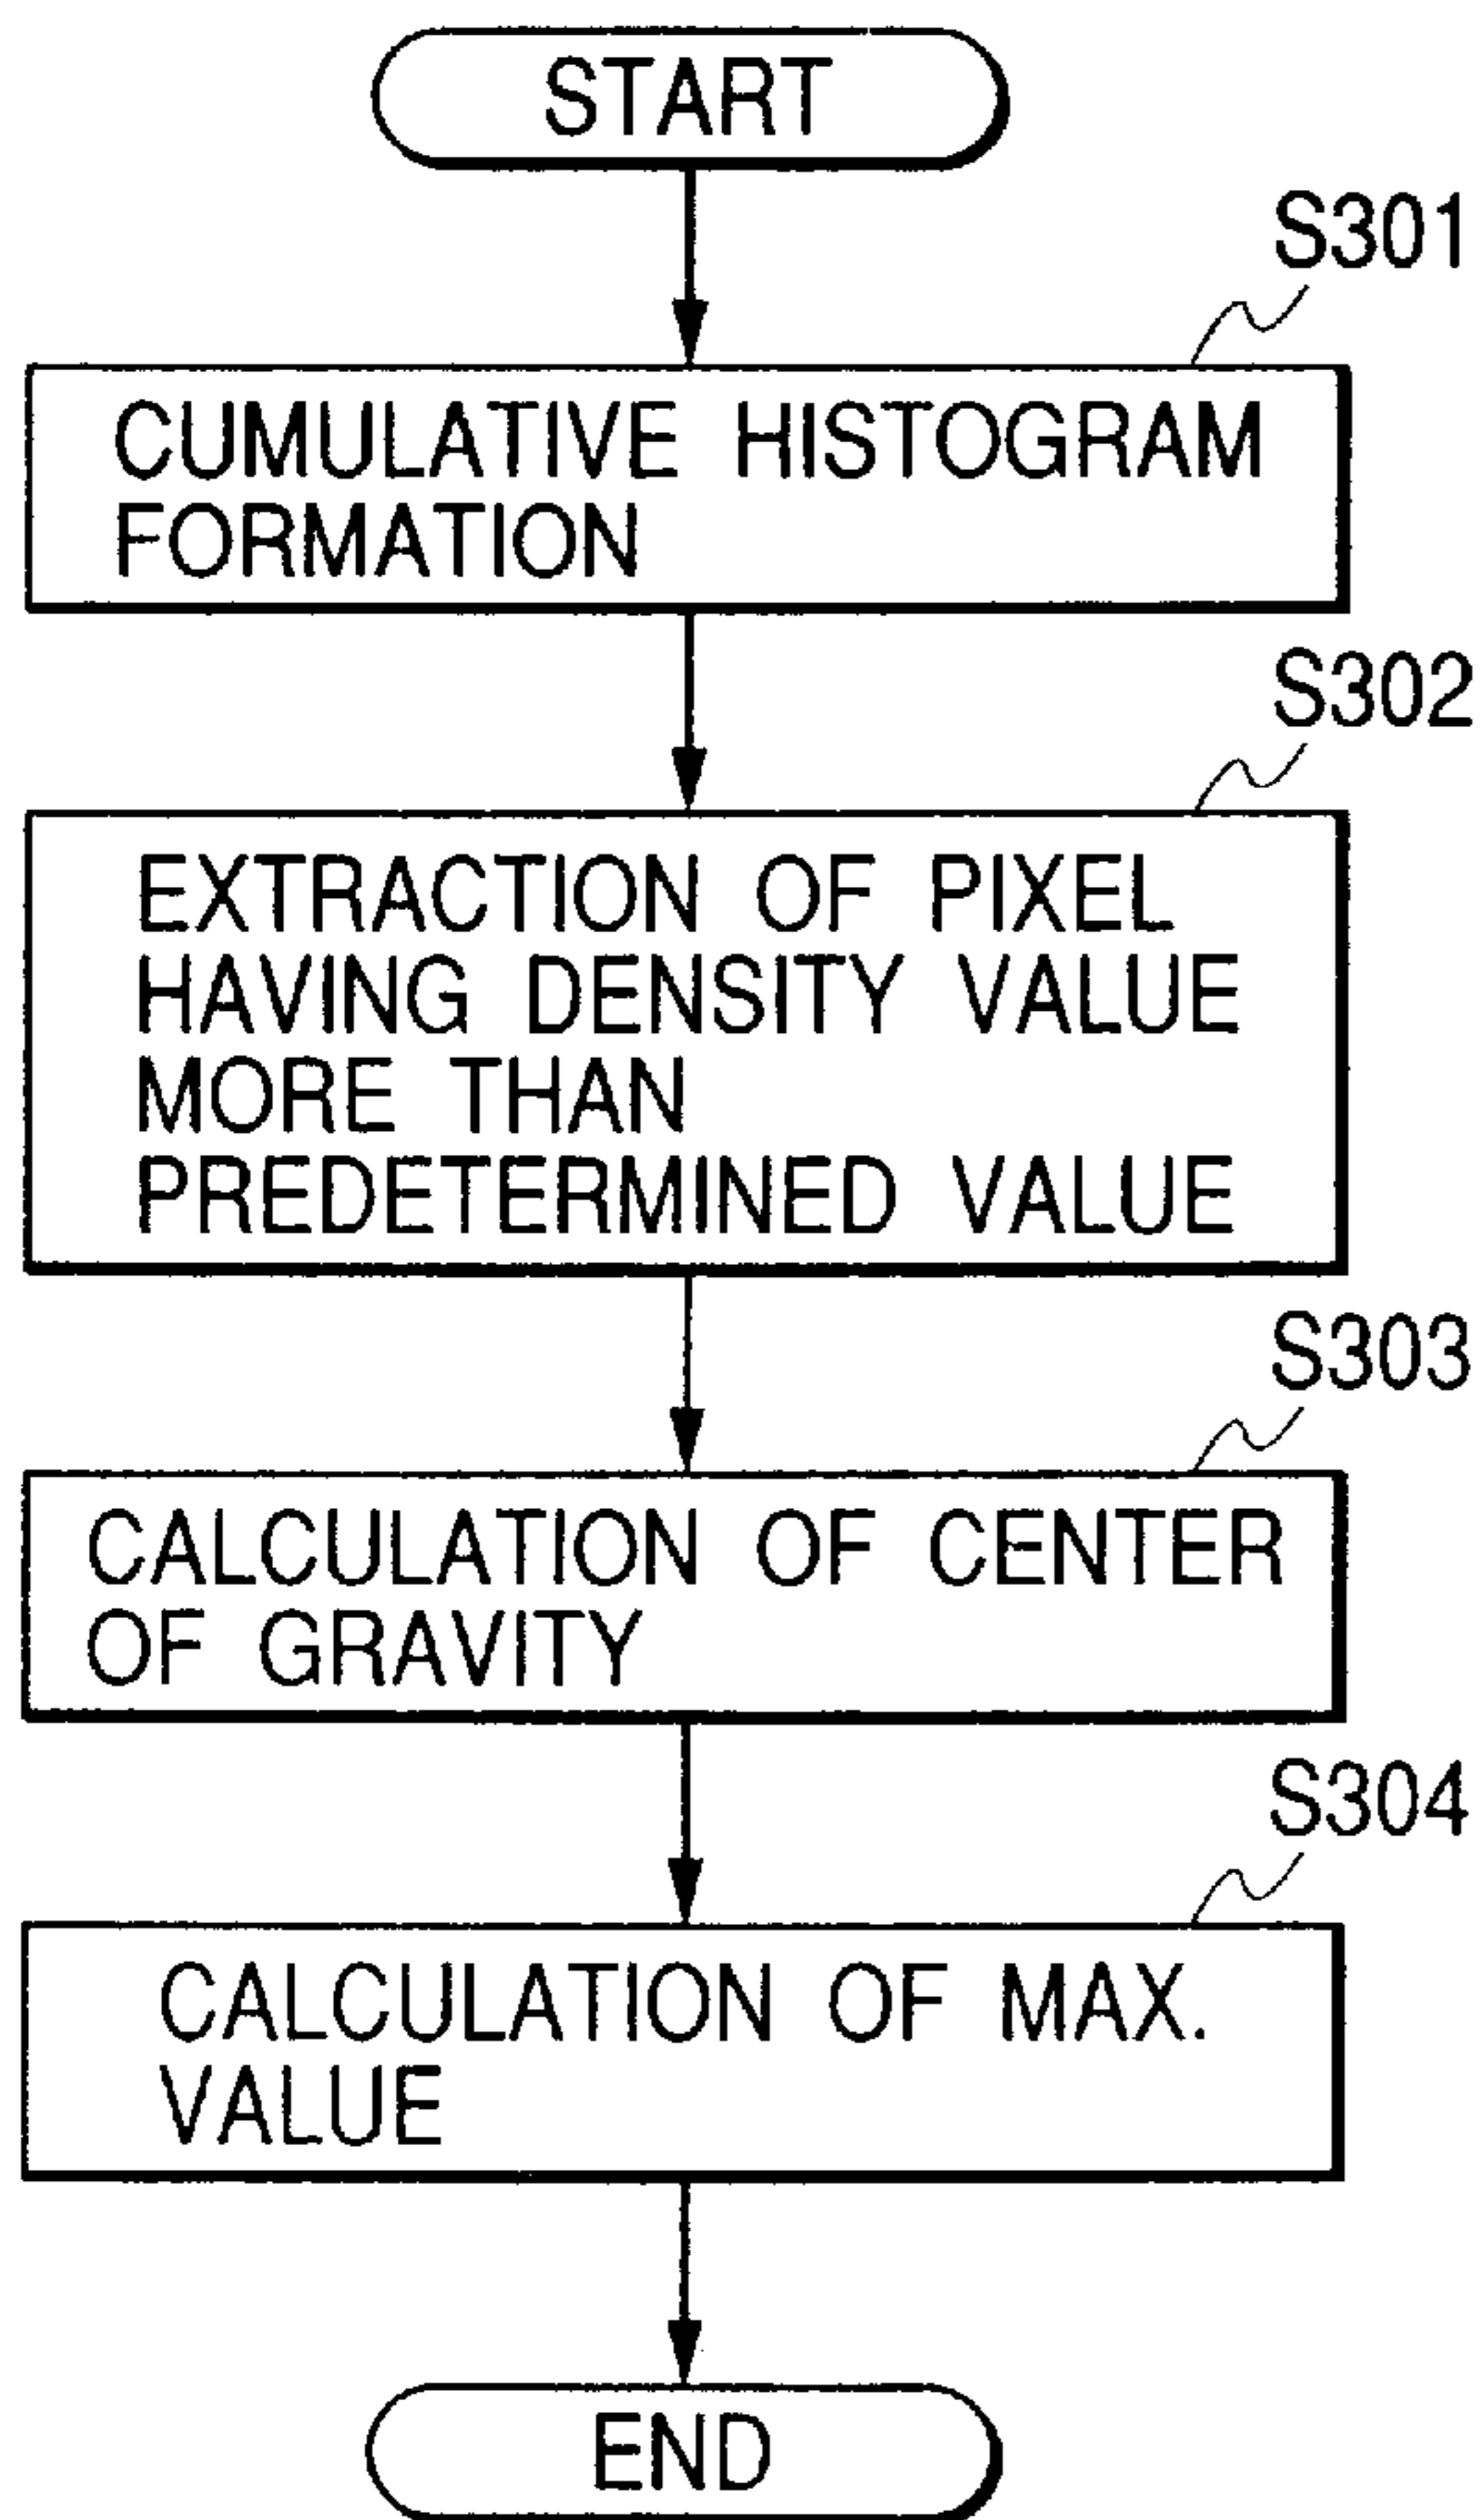 START
S301
CUMULATIVE HISTOGRAM
FORMATION
S302
EXTRACTION OF PIXEL
HAVING DENSITY VALUE
MORE THAN
PREDETERMINED VALUE
S303
CALCULATION OF CENTER
OF GRAVITY
S304
CALCULATION OF MAX.
VALUE
END